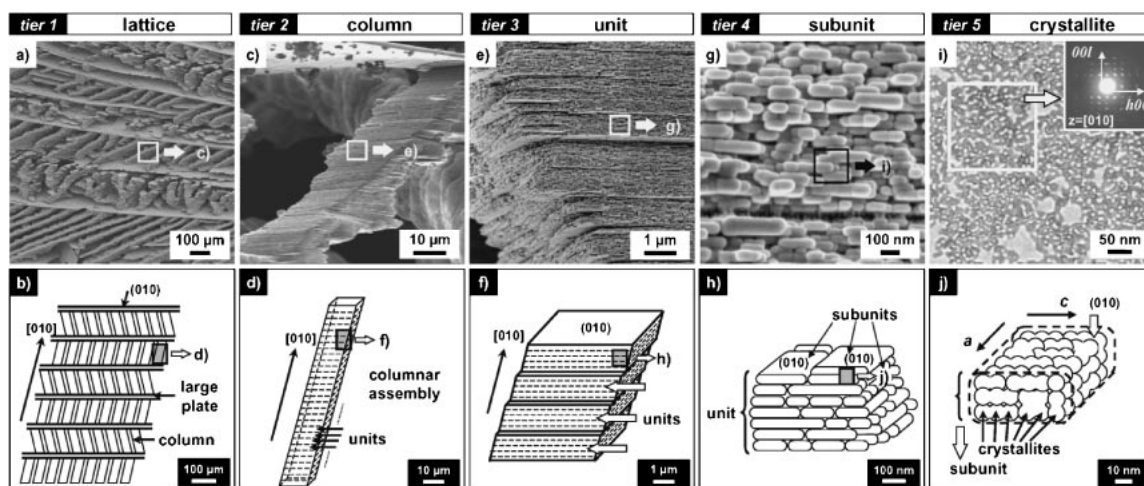 tier 1 lattice
tier 2 column
tier 3 unit
tier 4 subunit
tier 5 crystallite
a)
c)
100 µm
c)
e)
10 µm
e)
g)
1 µm
g)
i)
100 nm
i)
00l
h0
z=[010]
50 nm
b)
(010)
[010]
d)
large
plate
column
100 µm
d)
[010]
f)
columnar
assembly
units
10 µm
f)
(010)
[010]
h)
units
1 µm
h)
subunits
(010)
(010)
j)
unit
100 nm
j)
c
(010)
a
crystallites
subunit
10 nm